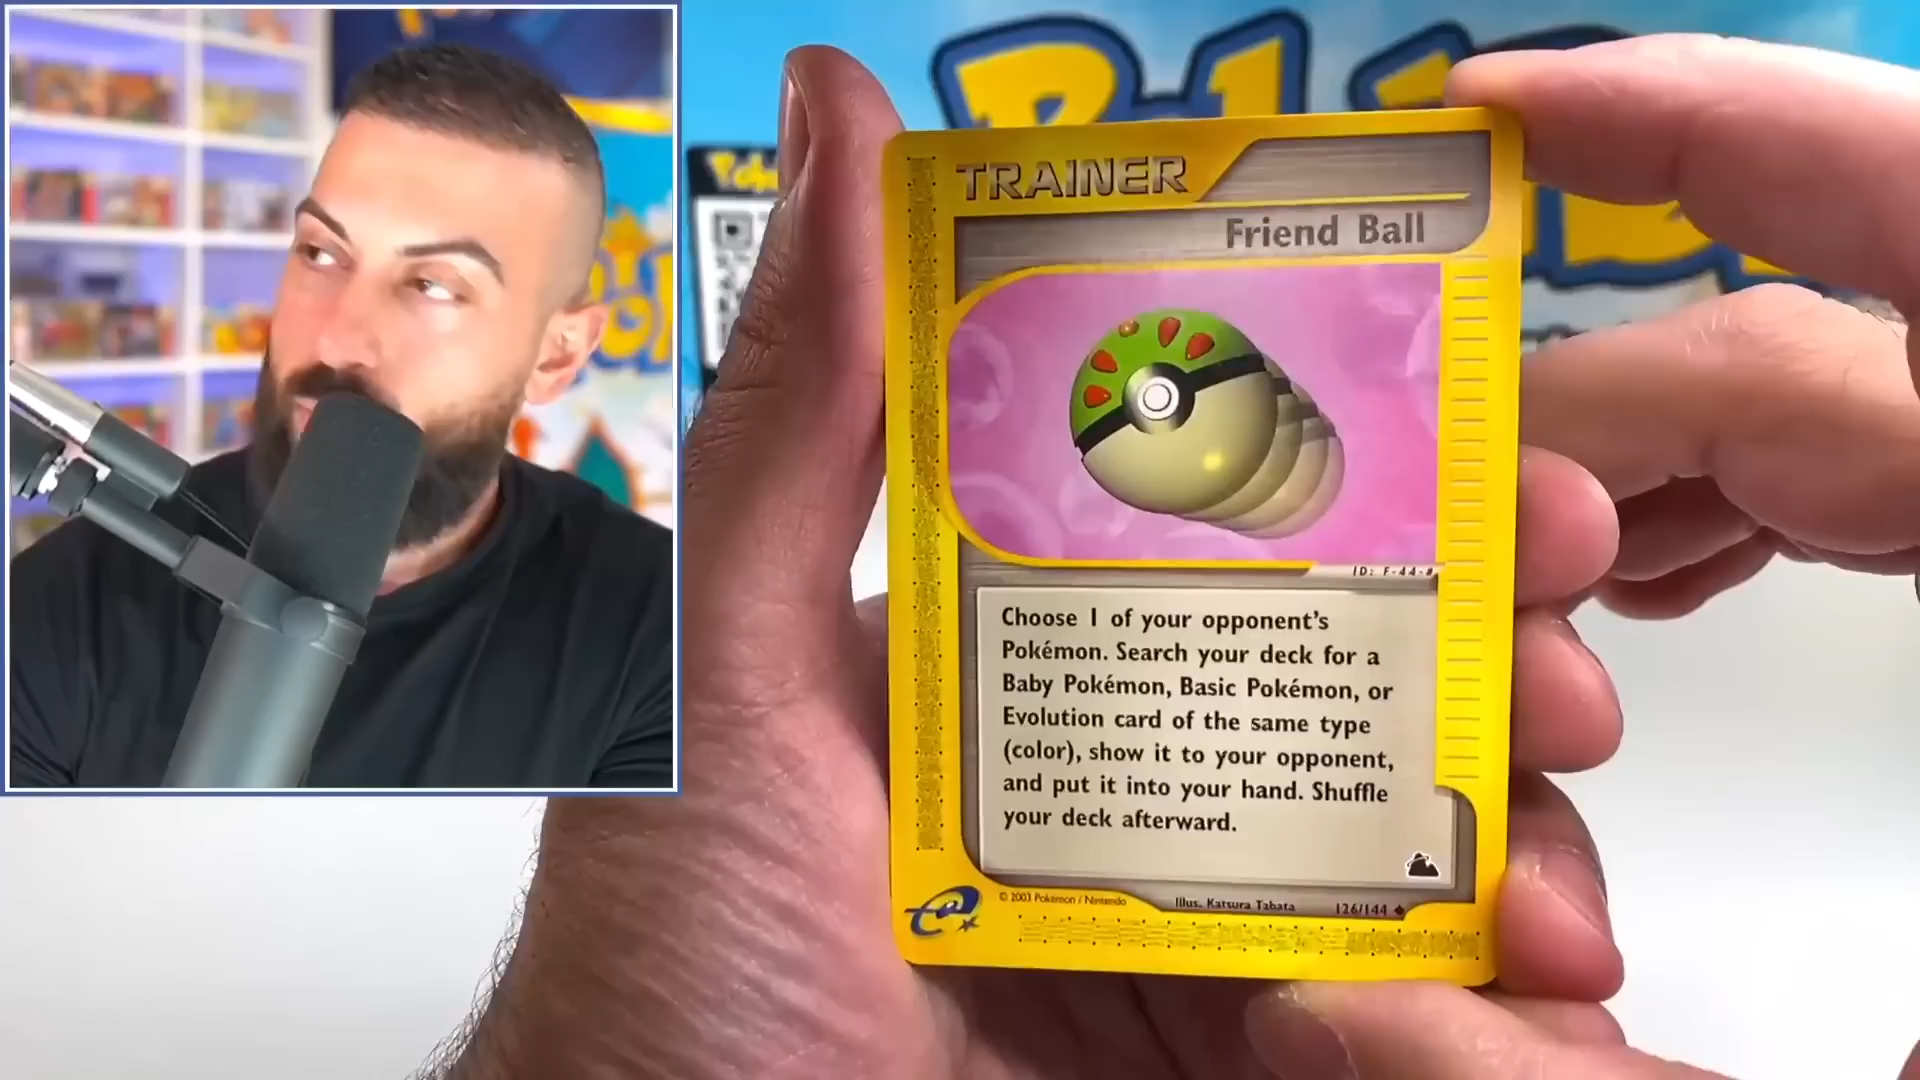 TRAINER
Friend Ball
ID: F-44-#
Choose 1 of your opponent's
Pokémon. Search your deck for a
Baby Pokémon, Basic Pokémon, or
Evolution card of the same type
(color), show it to your opponent,
and put it into your hand. Shuffle
your deck afterward.
© 2003 Pokémon / Nintendo
Illus. Katsura Tabata
126/144